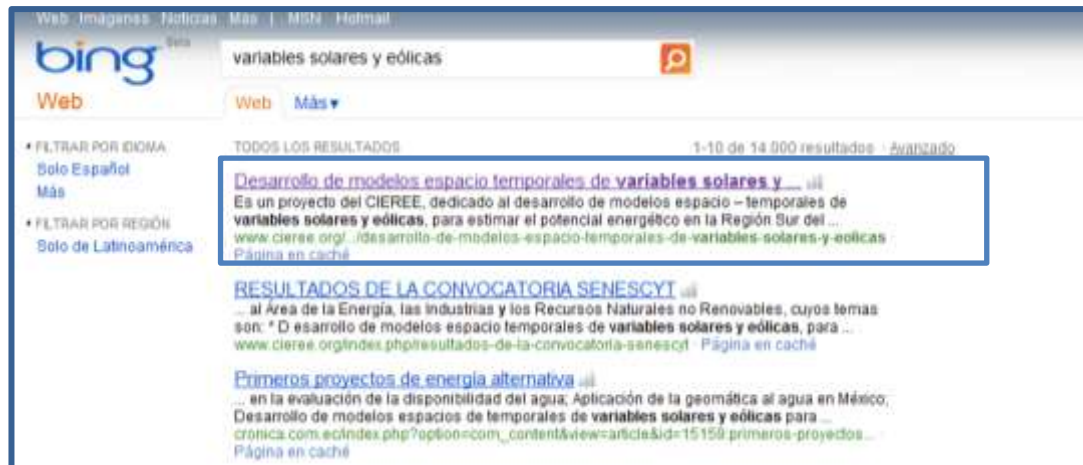 Web Imágenes Noticias Más | MSN Hotmail
bing Beta
variables solares y eólicas
Web
Web Más▼
FILTRAR POR IDIOMA
Solo Español
Más
FILTRAR POR REGIÓN
Solo de Latinoamérica
TODOS LOS RESULTADOS
1-10 de 14.000 resultados · Avanzado
Desarrollo de modelos espacio temporales de variables solares y ...
Es un proyecto del CIEREE, dedicado al desarrollo de modelos espacio – temporales de
variables solares y eólicas, para estimar el potencial energético en la Región Sur del ...
www.cieree.org/.../desarrollo-de-modelos-espacio-temporales-de-variables-solares-y-eolicas
Página en caché
RESULTADOS DE LA CONVOCATORIA SENESCYT
... al Área de la Energía, las Industrias y los Recursos Naturales no Renovables, cuyos temas
son: * D esarrollo de modelos espacio temporales de variables solares y eólicas, para ...
www.cieree.org/index.php/resultados-de-la-convocatoria-senescyt · Página en caché
Primeros proyectos de energía alternativa
... en la evaluación de la disponibilidad del agua; Aplicación de la geomática al agua en México;
Desarrollo de modelos espacios de temporales de variables solares y eólicas para ...
cronica.com.ec/index.php?option=com_content&view=article&id=15159:primeros-proyectos...
Página en caché